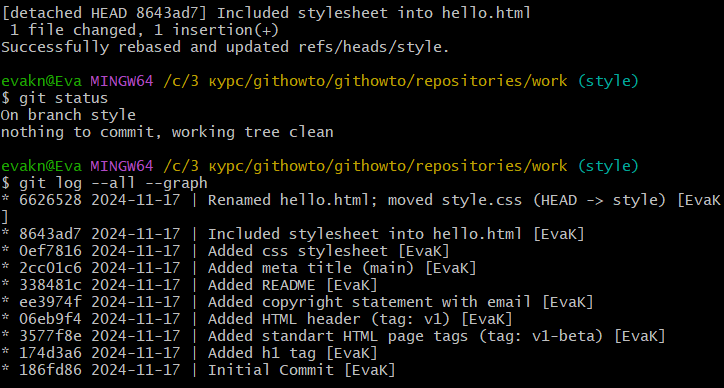 [detached HEAD 8643ad7] Included stylesheet into hello.html
 1 file changed, 1 insertion(+)
Successfully rebased and updated refs/heads/style.
evakn@Eva MINGW64 /c/3 курс/githowto/githowto/repositories/work (style)
$ git status
On branch style
nothing to commit, working tree clean
evakn@Eva MINGW64 /c/3 курс/githowto/githowto/repositories/work (style)
$ git log --all --graph
* 6626528 2024-11-17 | Renamed hello.html; moved style.css (HEAD -> style) [EvaK
]
* 8643ad7 2024-11-17 | Included stylesheet into hello.html [EvaK]
* 0ef7816 2024-11-17 | Added css stylesheet [EvaK]
* 2cc01c6 2024-11-17 | Added meta title (main) [EvaK]
* 338481c 2024-11-17 | Added README [EvaK]
* ee3974f 2024-11-17 | Added copyright statement with email [EvaK]
* 06eb9f4 2024-11-17 | Added HTML header (tag: v1) [EvaK]
* 3577f8e 2024-11-17 | Added standart HTML page tags (tag: v1-beta) [EvaK]
* 174d3a6 2024-11-17 | Added h1 tag [EvaK]
* 186fd86 2024-11-17 | Initial Commit [EvaK]